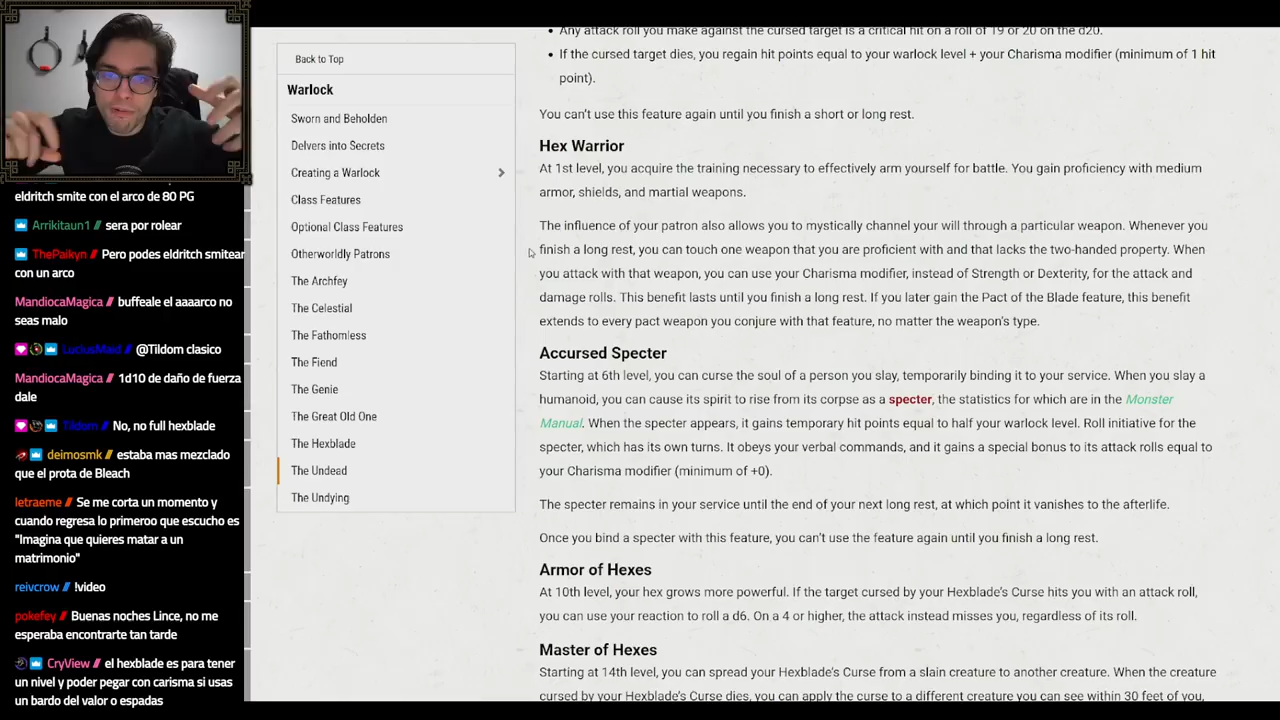 eldritch smite con el arco de 80 PG
Arrikitaun1 // sera por rolear
ThePaikyn // Pero podes eldritch smitear
con un arco
MandiocaMagica // buffeale el aaaarco no
seas malo
LuciusMaid // @Tildom clasico
MandiocaMagica // 1d10 de daño de fuerza
dale
Tildom // No, no full hexblade
deimosmk // estaba mas mezclado
que el prota de Bleach
letraeme // Se me corta un momento y
cuando regresa lo primeroo que escucho es
"Imagina que quieres matar a un
matrimonio"
reivcrow // !video
pokefey // Buenas noches Lince, no me
esperaba encontrarte tan tarde
CryView // el hexblade es para tener
un nivel y poder pegar con carisma si usas
un bardo del valor o espadas
Back to Top
Warlock
Sworn and Beholden
Delvers into Secrets
Creating a Warlock
Class Features
Optional Class Features
Otherworldly Patrons
The Archfey
The Celestial
The Fathomless
The Fiend
The Genie
The Great Old One
The Hexblade
The Undead
The Undying
• Any attack roll you make against the cursed target is a critical hit on a roll of 19 or 20 on the d20.
• If the cursed target dies, you regain hit points equal to your warlock level + your Charisma modifier (minimum of 1 hit
point).
You can't use this feature again until you finish a short or long rest.
Hex Warrior
At 1st level, you acquire the training necessary to effectively arm yourself for battle. You gain proficiency with medium
armor, shields, and martial weapons.
The influence of your patron also allows you to mystically channel your will through a particular weapon. Whenever you
finish a long rest, you can touch one weapon that you are proficient with and that lacks the two-handed property. When
you attack with that weapon, you can use your Charisma modifier, instead of Strength or Dexterity, for the attack and
damage rolls. This benefit lasts until you finish a long rest. If you later gain the Pact of the Blade feature, this benefit
extends to every pact weapon you conjure with that feature, no matter the weapon's type.
Accursed Specter
Starting at 6th level, you can curse the soul of a person you slay, temporarily binding it to your service. When you slay a
humanoid, you can cause its spirit to rise from its corpse as a specter, the statistics for which are in the Monster
Manual. When the specter appears, it gains temporary hit points equal to half your warlock level. Roll initiative for the
specter, which has its own turns. It obeys your verbal commands, and it gains a special bonus to its attack rolls equal to
your Charisma modifier (minimum of +0).
The specter remains in your service until the end of your next long rest, at which point it vanishes to the afterlife.
Once you bind a specter with this feature, you can't use the feature again until you finish a long rest.
Armor of Hexes
At 10th level, your hex grows more powerful. If the target cursed by your Hexblade's Curse hits you with an attack roll,
you can use your reaction to roll a d6. On a 4 or higher, the attack instead misses you, regardless of its roll.
Master of Hexes
Starting at 14th level, you can spread your Hexblade's Curse from a slain creature to another creature. When the creature
cursed by your Hexblade's Curse dies, you can apply the curse to a different creature you can see within 30 feet of you,